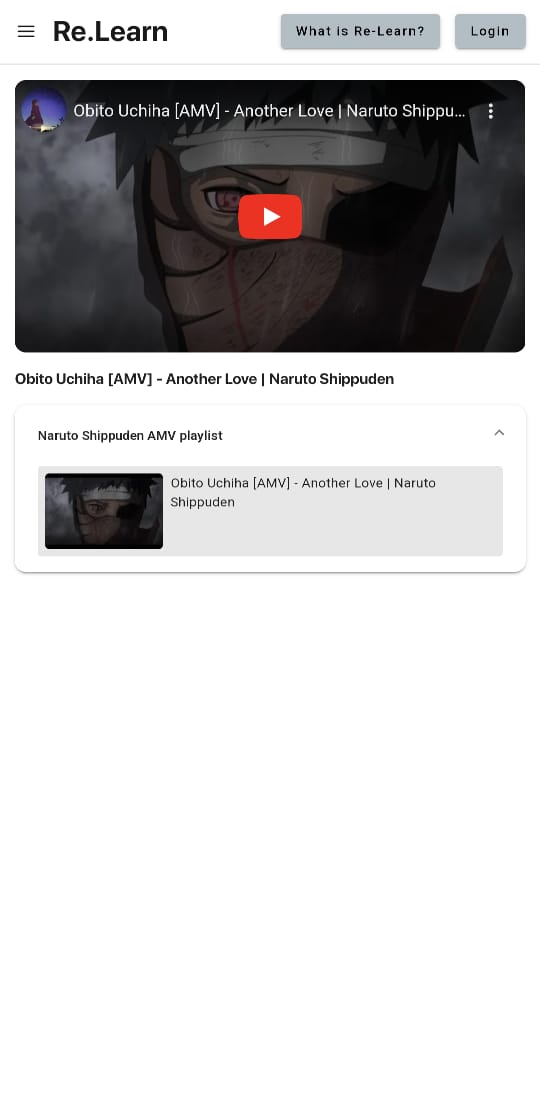 Re.Learn
What is Re-Learn?
Login
Obito Uchiha [AMV] - Another Love | Naruto Shippu...
Obito Uchiha [AMV] - Another Love | Naruto Shippuden
Naruto Shippuden AMV playlist
Obito Uchiha [AMV] - Another Love | Naruto
Shippuden